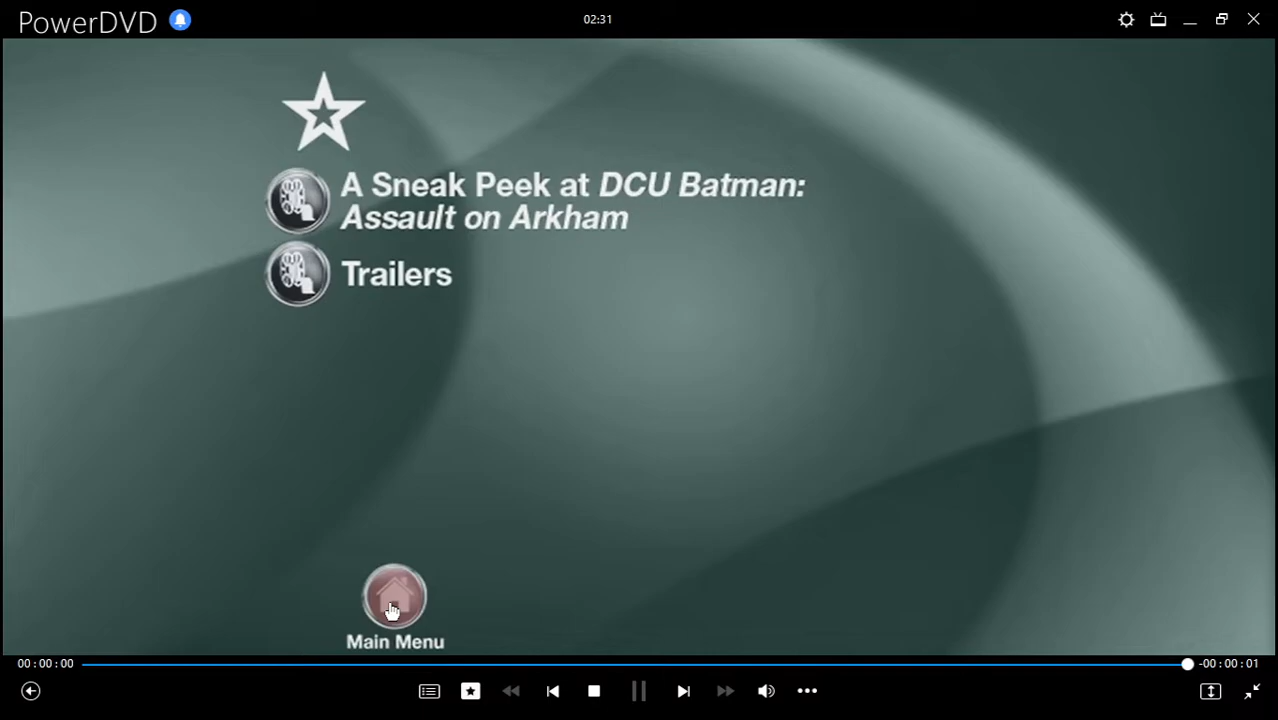 PowerDVD
02:31
A Sneak Peek at DCU Batman:
Assault on Arkham
Trailers
Main Menu
00:00:00
-00:00:01